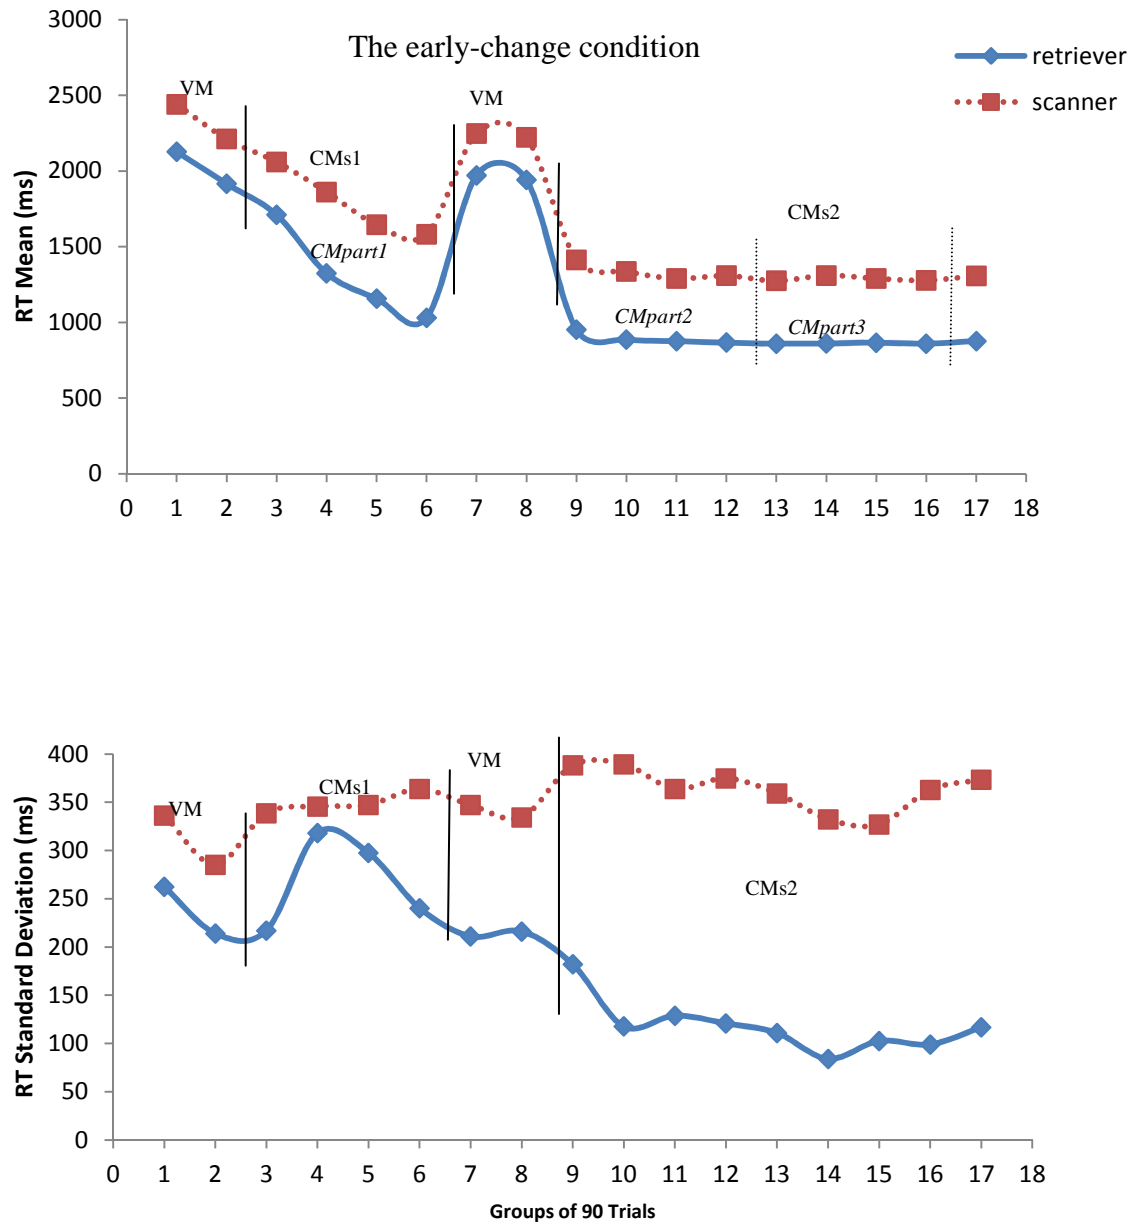 The early-change condition
retriever
scanner
RT Mean (ms)
3000
2500
2000
1500
1000
500
0
VM
CMs1
CMpart1
VM
CMs2
CMpart2
CMpart3
0 1 2 3 4 5 6 7 8 9 10 11 12 13 14 15 16 17 18
RT Standard Deviation (ms)
400
350
300
250
200
150
100
50
0
VM
CMs1
VM
CMs2
0 1 2 3 4 5 6 7 8 9 10 11 12 13 14 15 16 17 18
Groups of 90 Trials